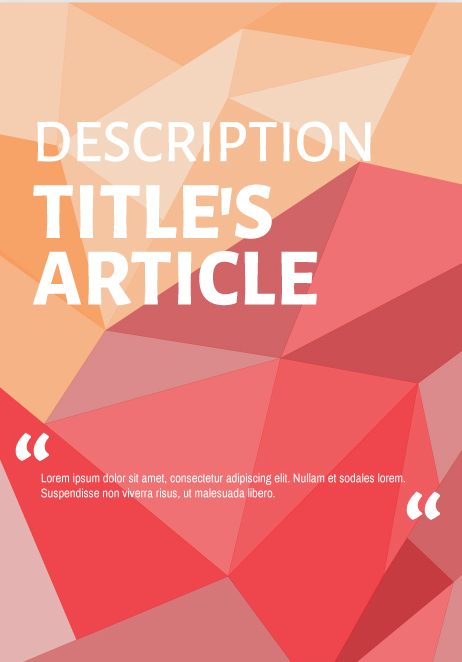 DESCRIPTION
TITLE'S
ARTICLE
“
Lorem ipsum dolor sit amet, consectetur adipiscing elit. Nullam et sodales lorem.
Suspendisse non viverra risus, ut malesuada libero.
“